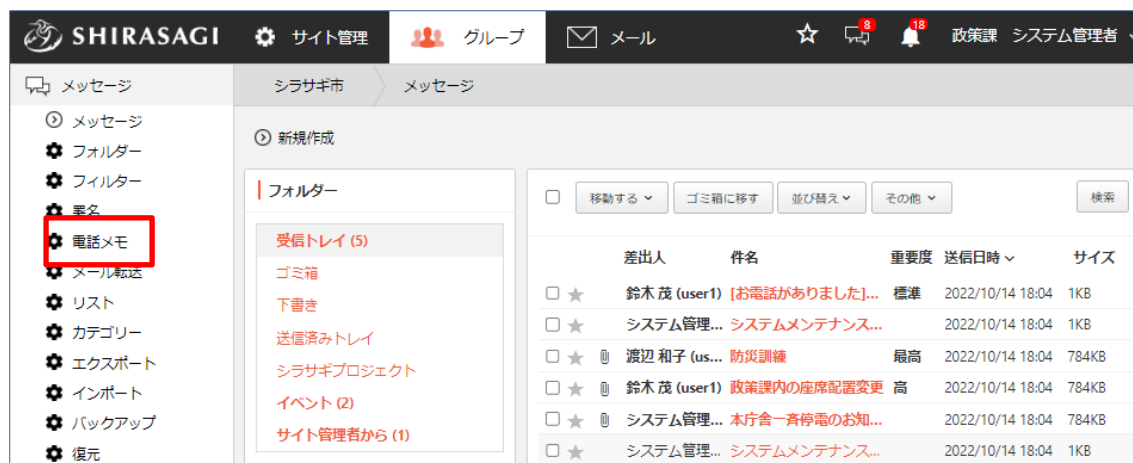 SHIRASAGI サイト管理 グループ メール 8 18 政策課 システム管理者
メッセージ シラサギ市 メッセージ
メッセージ
フォルダー
フィルター
署名
電話メモ
メール転送
リスト
カテゴリー
エクスポート
インポート
バックアップ
復元
新規作成
フォルダー
受信トレイ (5)
ゴミ箱
下書き
送信済みトレイ
シラサギプロジェクト
イベント (2)
サイト管理者から (1)
移動する ゴミ箱に移す 並び替え その他 検索
差出人 件名 重要度 送信日時 サイズ
鈴木 茂 (user1) [お電話がありました]... 標準 2022/10/14 18:04 1KB
システム管理... システムメンテナンス... 2022/10/14 18:04 1KB
渡辺 和子 (us... 防災訓練 最高 2022/10/14 18:04 784KB
鈴木 茂 (user1) 政策課内の座席配置変更 高 2022/10/14 18:04 784KB
システム管理... 本庁舎一斉停電のお知... 2022/10/14 18:04 784KB
システム管理... システムメンテナンス... 2022/10/14 18:04 1KB